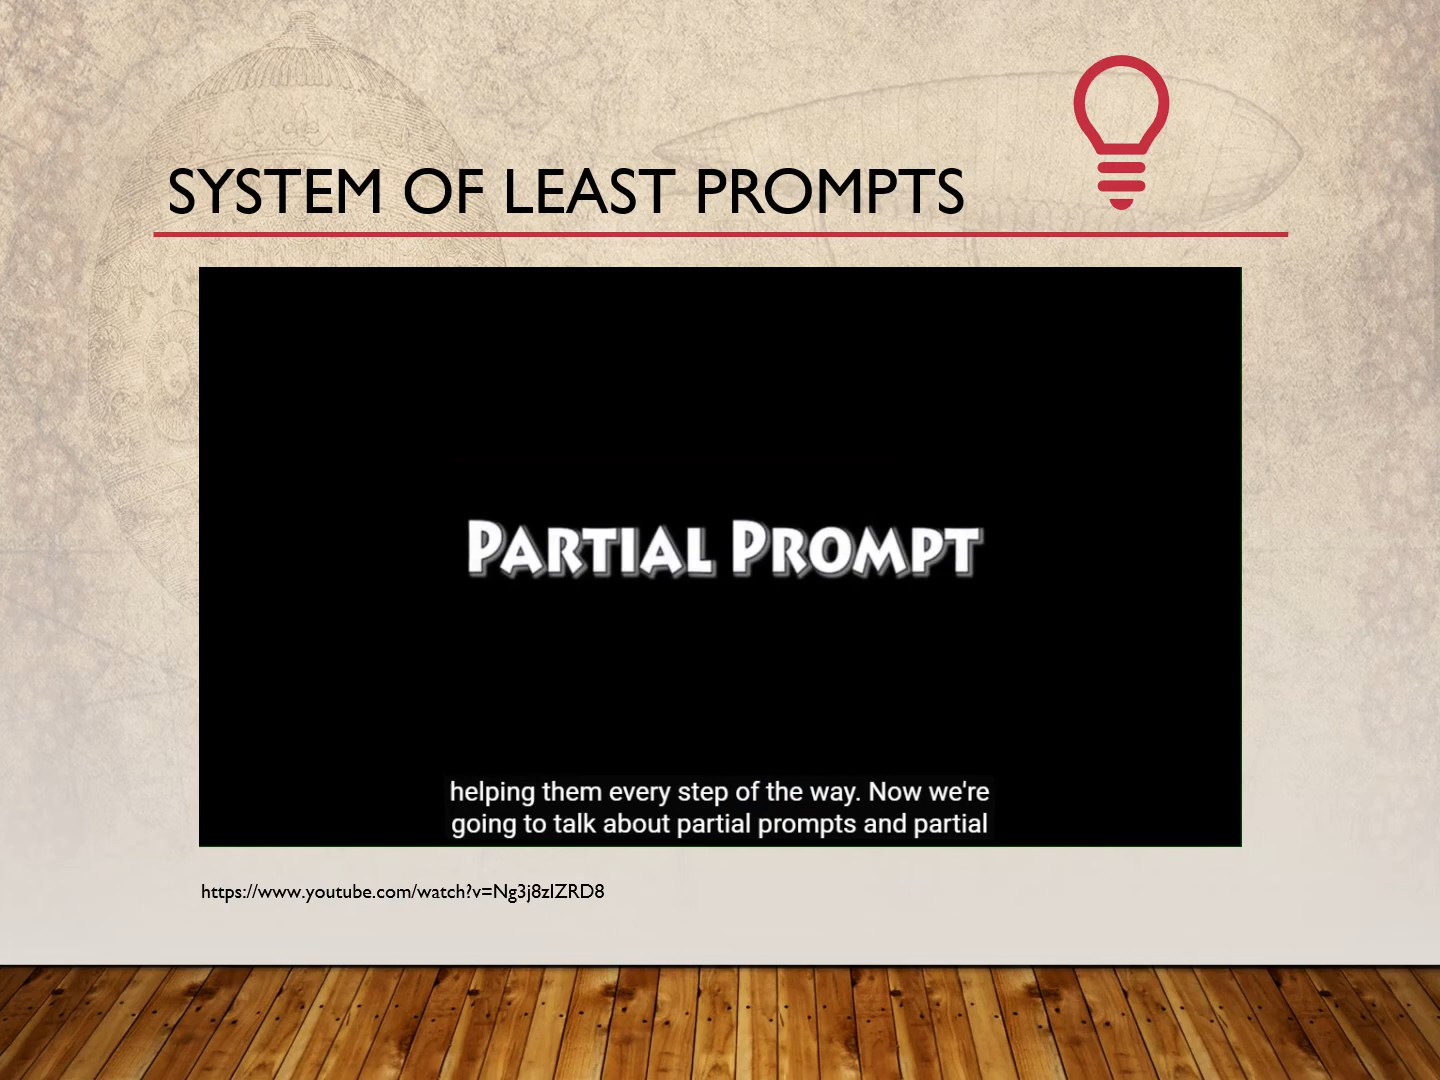 SYSTEM OF LEAST PROMPTS
PARTIAL PROMPT
helping them every step of the way. Now we're
going to talk about partial prompts and partial
https://www.youtube.com/watch?v=Ng3j8zIZRD8